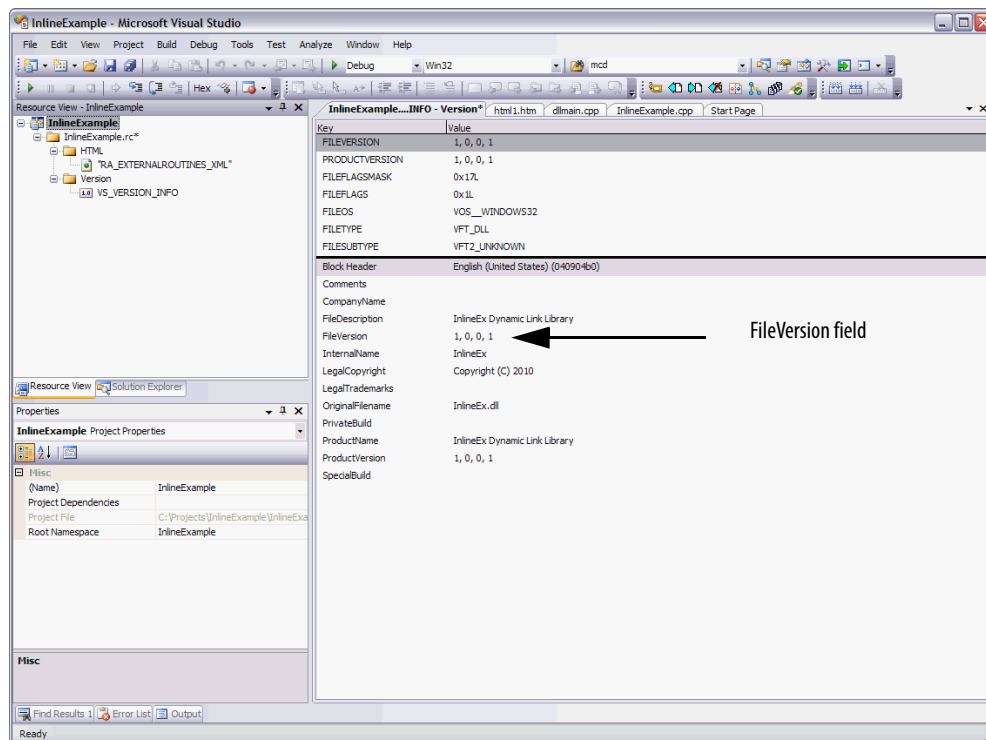 InlineExample - Microsoft Visual Studio
File Edit View Project Build Debug Tools Test Analyze Window Help
Debug Win32 mcd
Hex
Resource View - InlineExample
InlineExample
InlineExample.rc*
HTML
"RA_EXTERNALROUTINES_XML"
Version
1.0 VS_VERSION_INFO
Resource View Solution Explorer
Properties
InlineExample Project Properties
Misc
(Name) InlineExample
Project Dependencies
Project File C:\Projects\InlineExample\InlineExa
Root Namespace InlineExample
Misc
InlineExample....INFO - Version* html1.htm dllmain.cpp InlineExample.cpp Start Page
Key Value
FILEVERSION 1, 0, 0, 1
PRODUCTVERSION 1, 0, 0, 1
FILEFLAGSMASK 0x17L
FILEFLAGS 0x1L
FILEOS VOS__WINDOWS32
FILETYPE VFT_DLL
FILESUBTYPE VFT2_UNKNOWN
Block Header English (United States) (040904b0)
Comments
CompanyName
FileDescription InlineEx Dynamic Link Library
FileVersion 1, 0, 0, 1
FileVersion field
InternalName InlineEx
LegalCopyright Copyright (C) 2010
LegalTrademarks
OriginalFilename InlineEx.dll
PrivateBuild
ProductName InlineEx Dynamic Link Library
ProductVersion 1, 0, 0, 1
SpecialBuild
Find Results 1 Error List Output
Ready